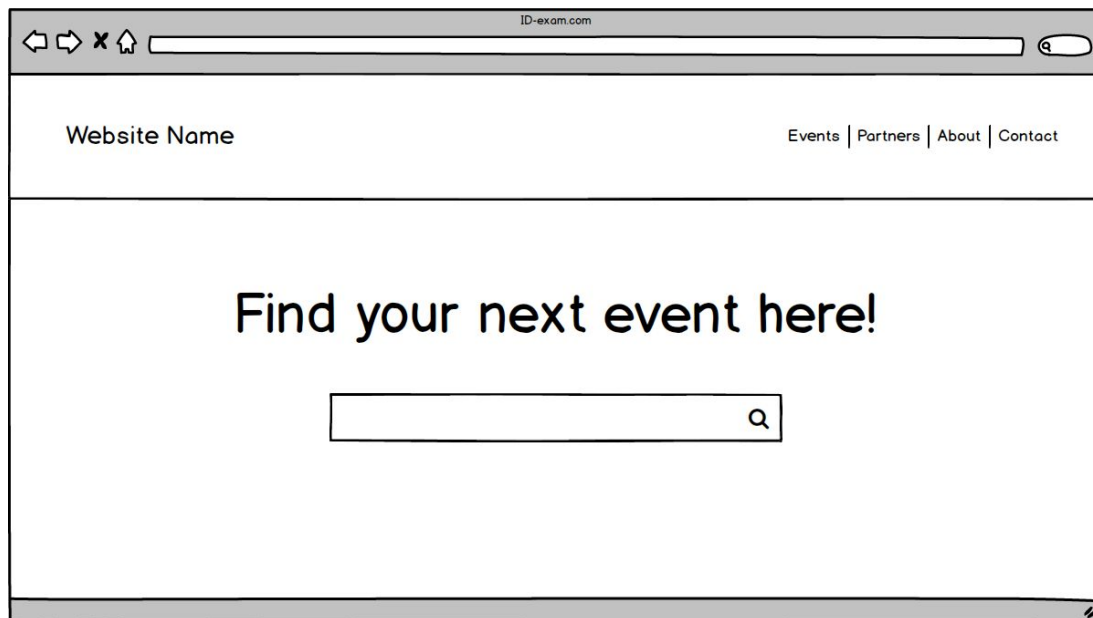 ID-exam.com
Website Name
Events | Partners | About | Contact
Find your next event here!